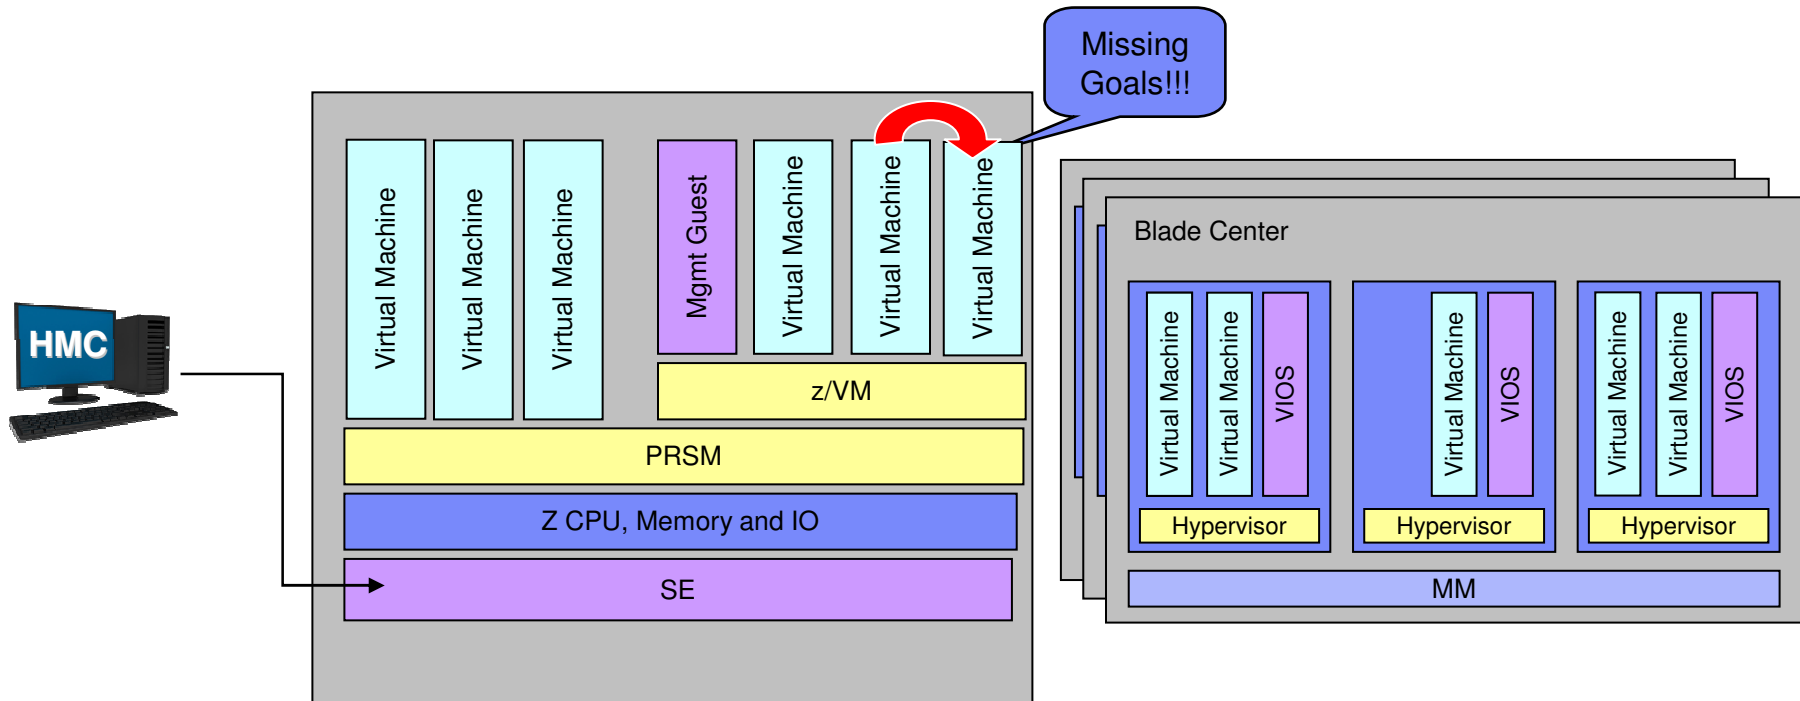 Missing
Goals!!!
Virtual Machine
Virtual Machine
Virtual Machine
Mgmt Guest
Virtual Machine
Virtual Machine
Virtual Machine
z/VM
PRSM
Z CPU, Memory and IO
SE
HMC
Blade Center
Virtual Machine
Virtual Machine
VIOS
Hypervisor
Virtual Machine
VIOS
Hypervisor
Virtual Machine
Virtual Machine
VIOS
Hypervisor
MM